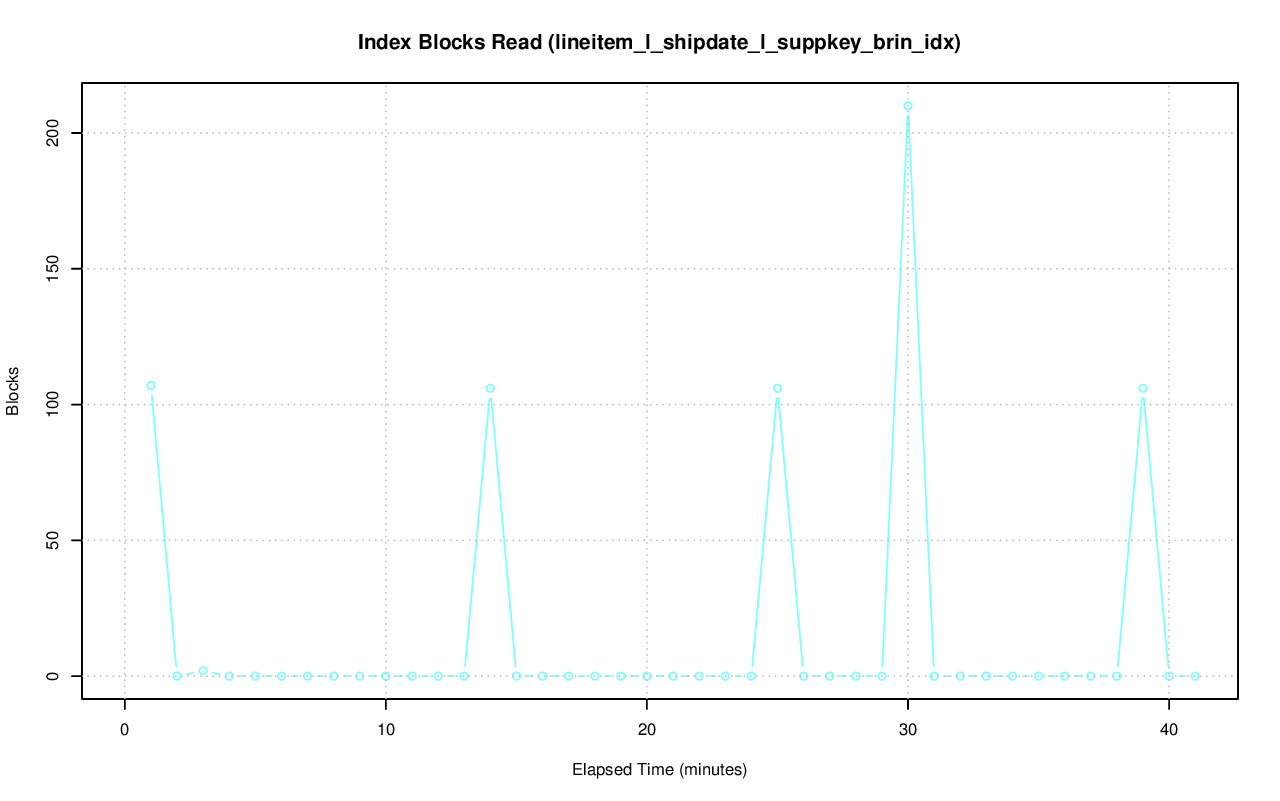 Index Blocks Read (lineitem_l_shipdate_l_suppkey_brin_idx)
Blocks
200
150
100
50
0
0 10 20 30 40
Elapsed Time (minutes)